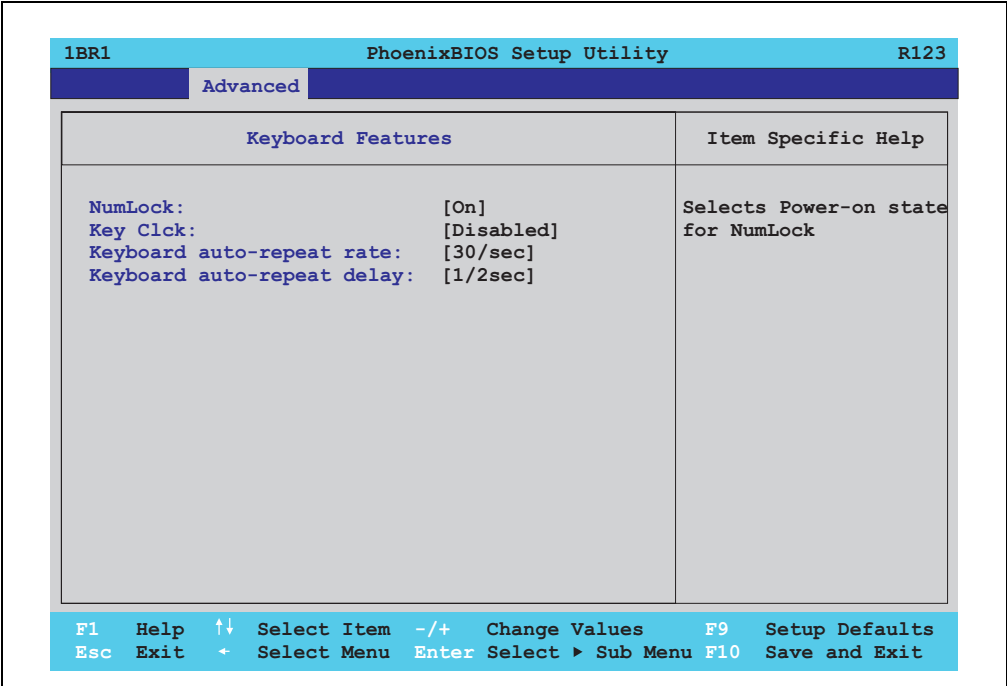 1BR1 PhoenixBIOS Setup Utility R123
Advanced
Keyboard Features
Item Specific Help
NumLock: [On]
Key Clck: [Disabled]
Keyboard auto-repeat rate: [30/sec]
Keyboard auto-repeat delay: [1/2sec]
Selects Power-on state
for NumLock
F1 Help ↑↓ Select Item -/+ Change Values F9 Setup Defaults
Esc Exit ← Select Menu Enter Select ▶ Sub Menu F10 Save and Exit